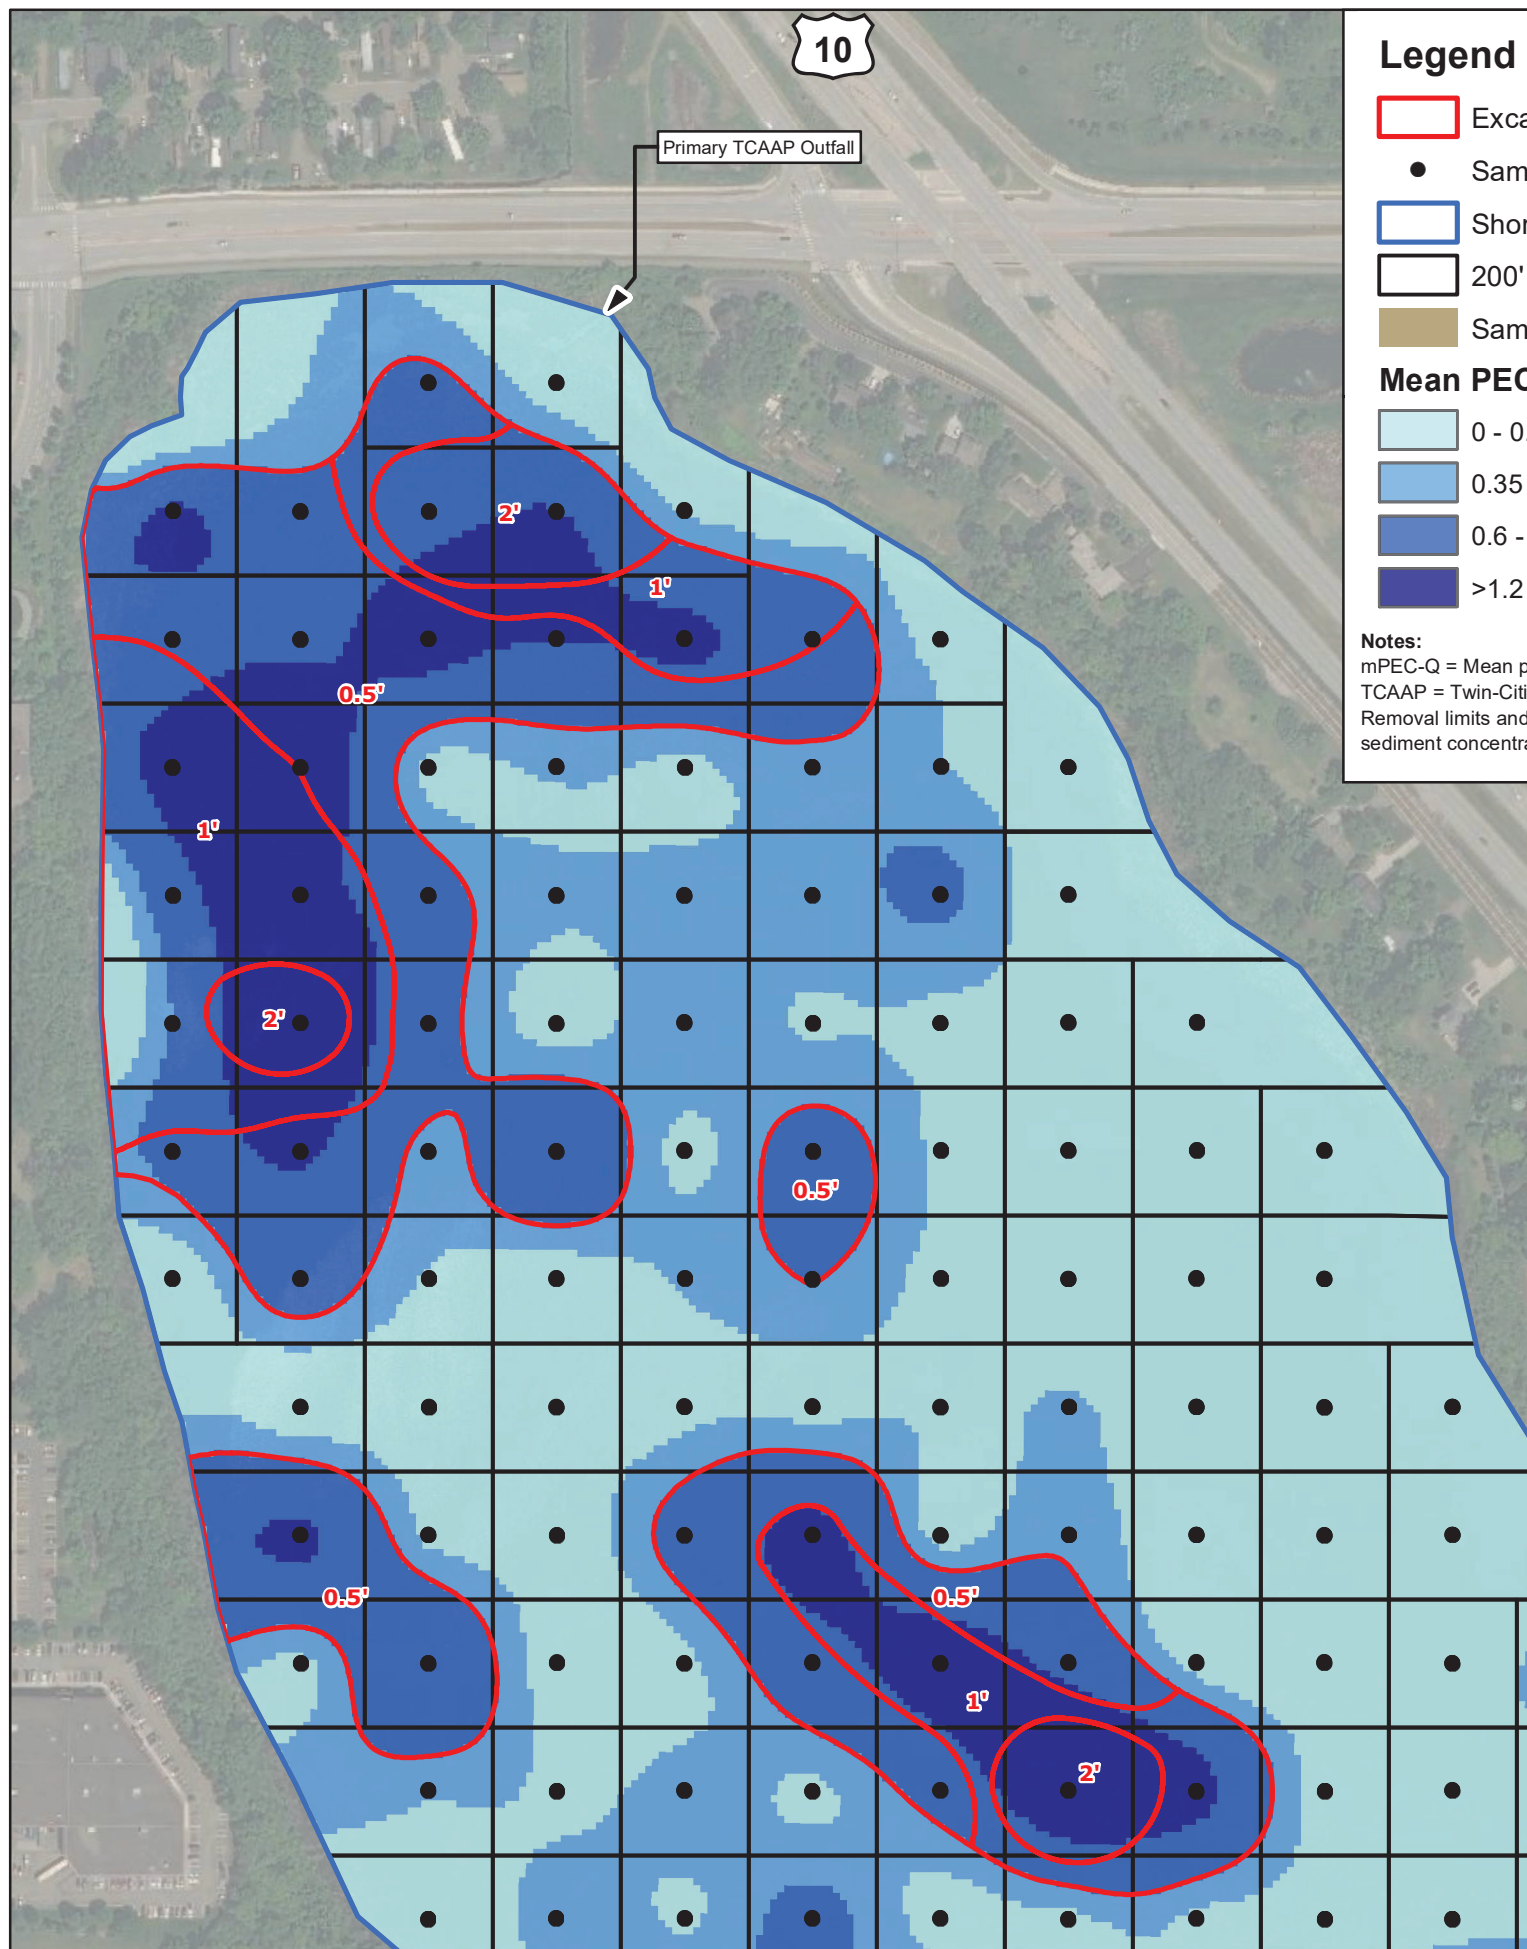 10
Primary TCAAP Outfall
Legend
Exca
Sam
Shor
200'
Sam
Mean PEC
0 - 0.
0.35
0.6 -
>1.2
Notes:
mPEC-Q = Mean p
TCAAP = Twin-Citi
Removal limits and
sediment concentra
2'
1'
0.5'
1'
2'
0.5'
0.5'
0.5'
1'
2'